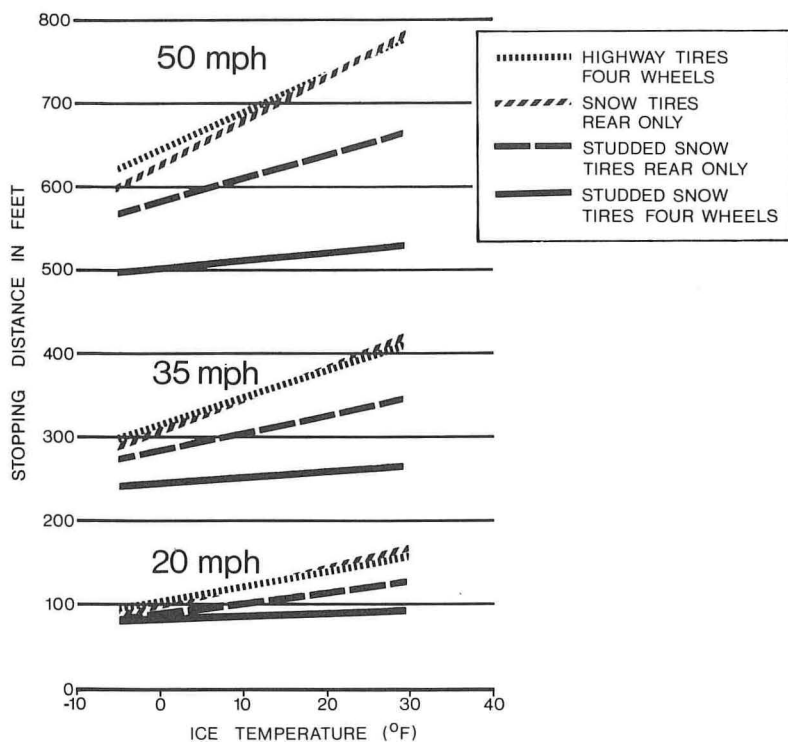 800
700
600
500
400
300
200
100
0
STOPPING DISTANCE IN FEET
50 mph
35 mph
20 mph
-10
0
10
20
30
40
ICE TEMPERATURE (°F)
HIGHWAY TIRES
FOUR WHEELS
SNOW TIRES
REAR ONLY
STUDDED SNOW
TIRES REAR ONLY
STUDDED SNOW
TIRES FOUR WHEELS